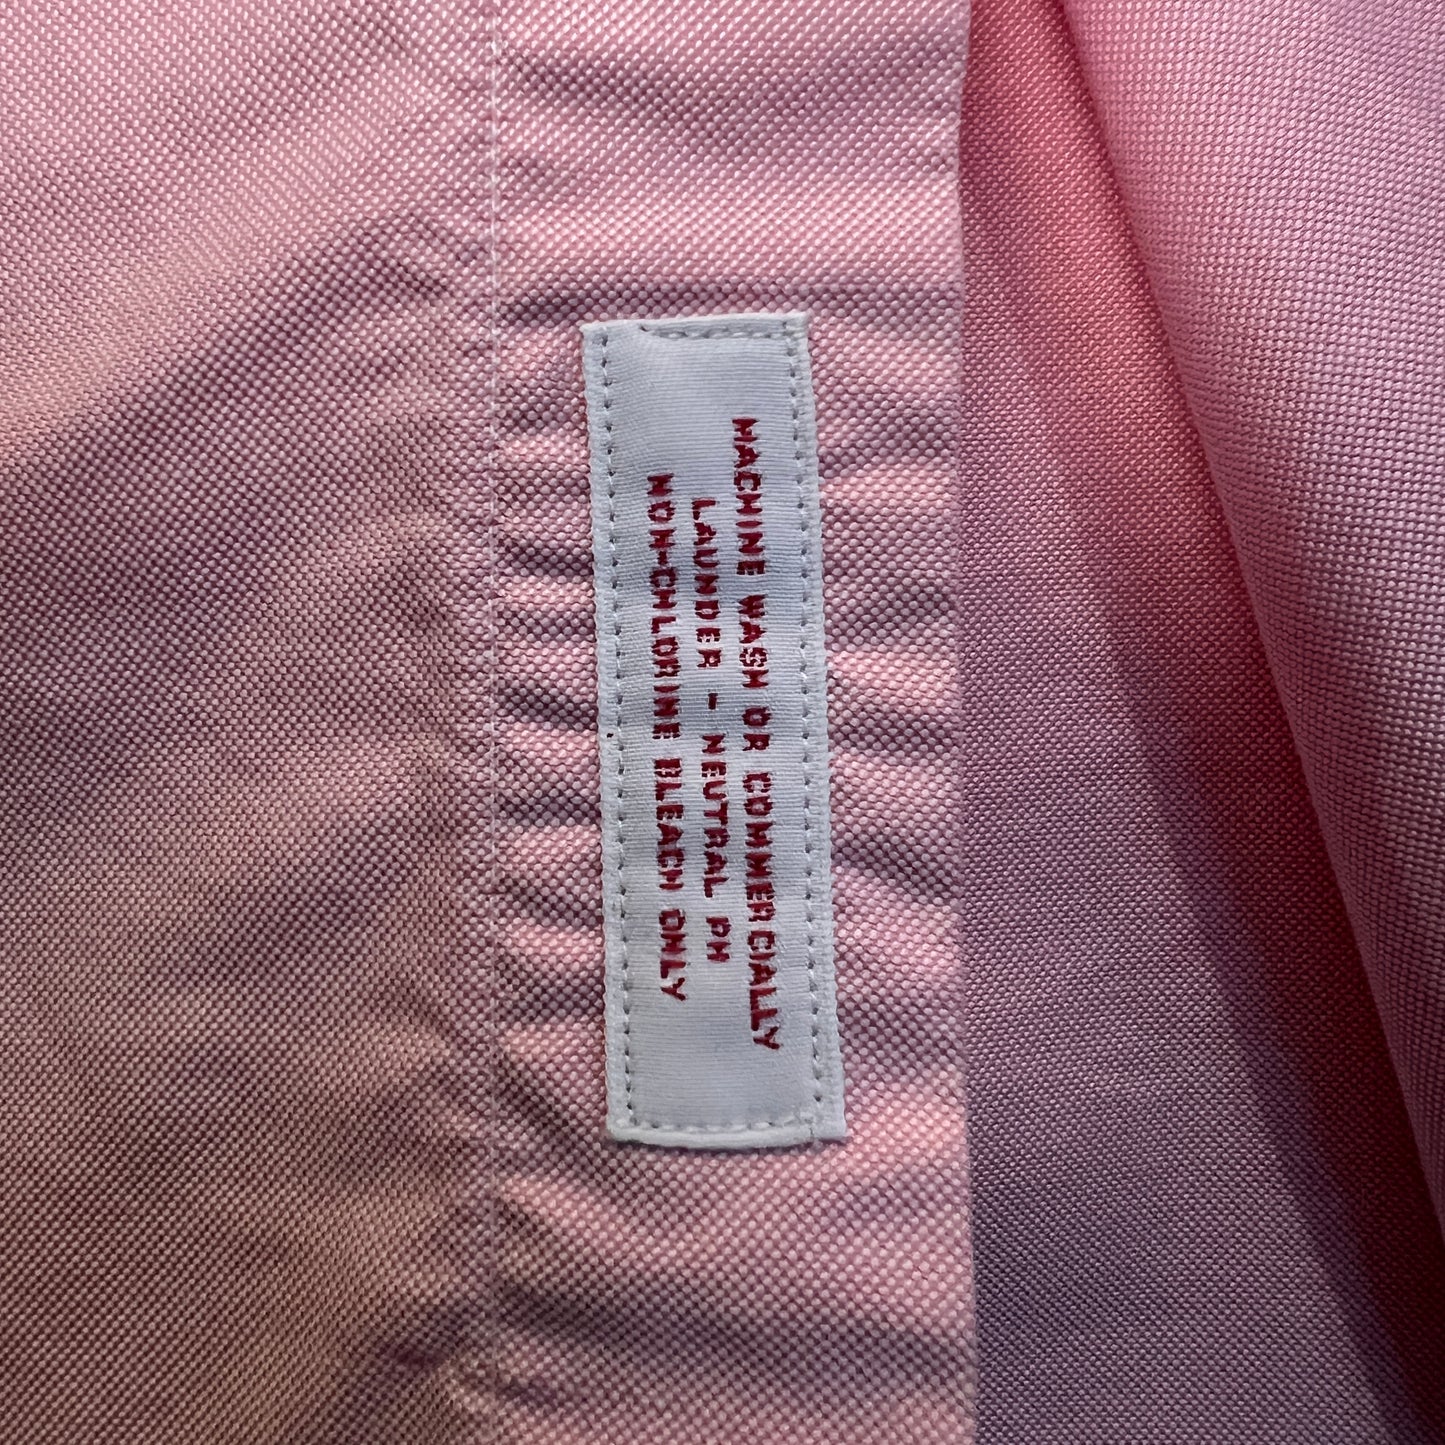 MACHINE WASH OR COMMERCIALLY
LAUNDER - NEUTRAL PH
NON-CHLORINE BLEACH ONLY